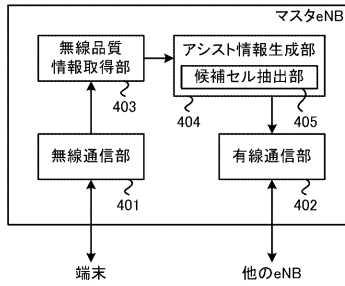 マスタeNB
無線品質
情報取得部
403
アシスト情報生成部
候補セル抽出部
404
405
無線通信部
401
有線通信部
402
端末
他のeNB